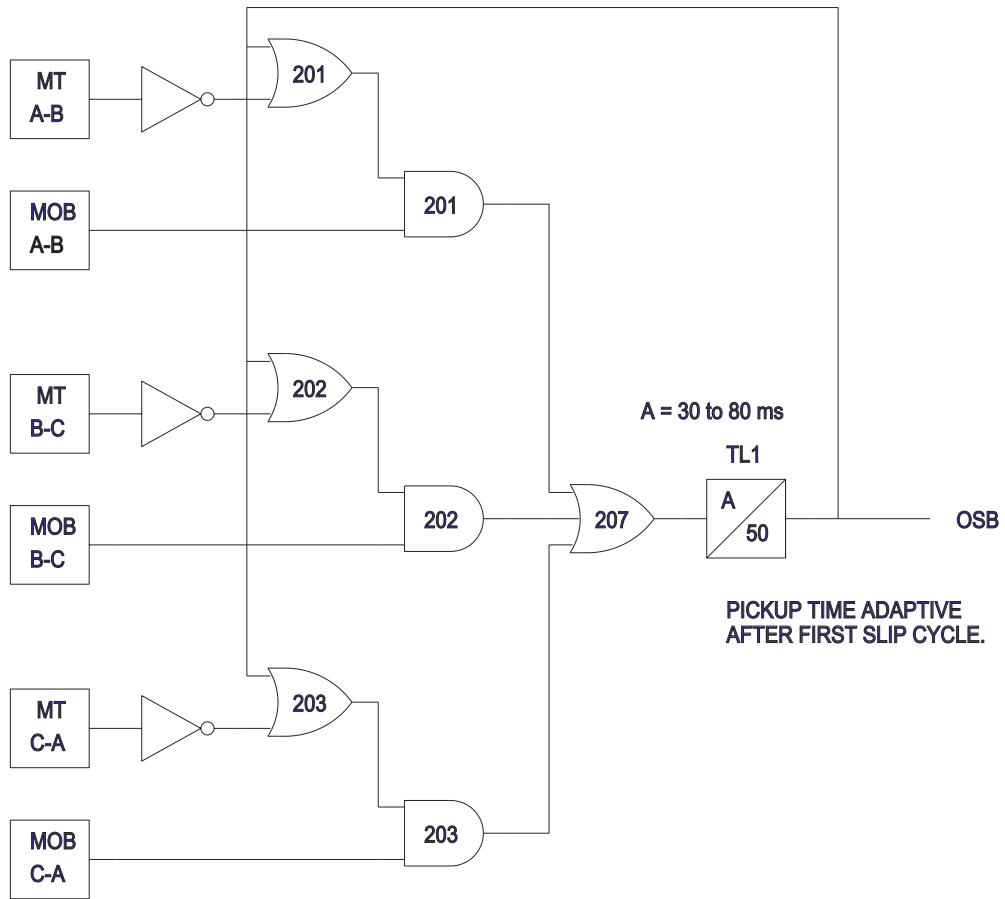 MT
A-B
201
MOB
A-B
201
MT
B-C
202
A = 30 to 80 ms
TL1
MOB
B-C
202
207
A
50
OSB
PICKUP TIME ADAPTIVE
AFTER FIRST SLIP CYCLE.
MT
C-A
203
MOB
C-A
203